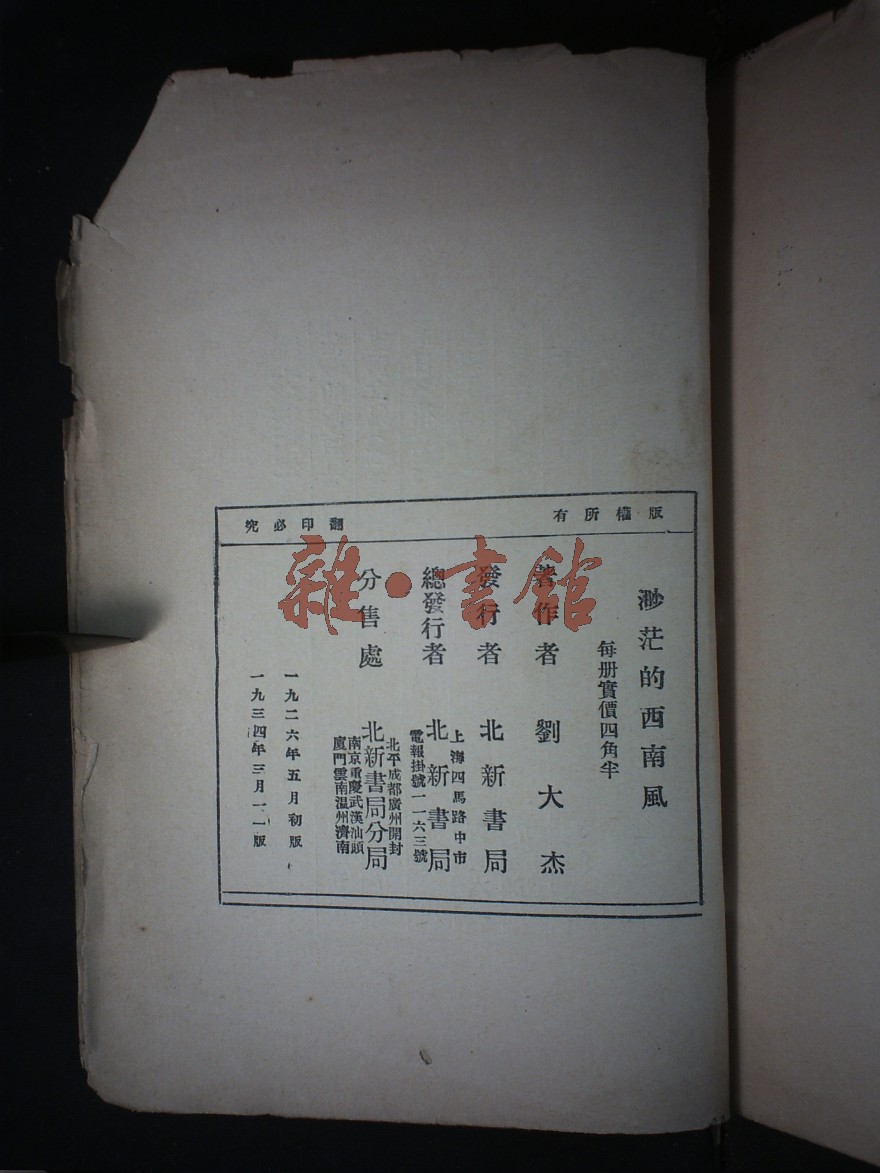 版權所有
翻印必究
渺茫的西南風
每册實價四角半
著作者 劉大杰
發行者 北新書局
總發行者 北新書局
上海四馬路中市
電報掛號一一六三號
分售處 北新書局分局
北平成都廣州開封
南京重慶武漢汕頭
廈門雲南溫州濟南
一九二六年五月初版
一九三四年三月二版
雜·書館